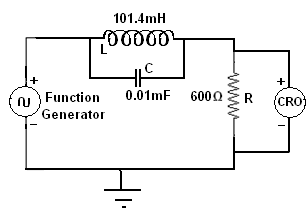 101.4mH
L
C
0.01mF
+
Function
Generator
−
600Ω
R
+
CRO
−